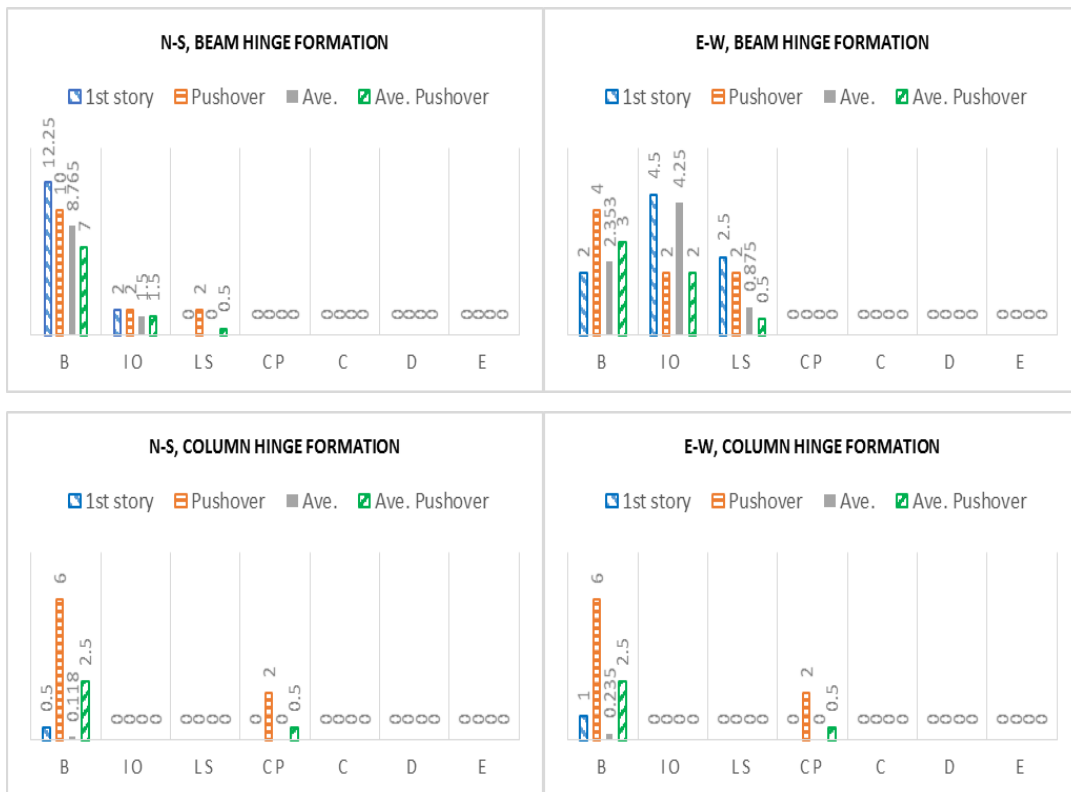 N-S, BEAM HINGE FORMATION
1st story Pushover Ave. Ave. Pushover
12.25 10 8.765 7
2 2 1.5 1.5
0 2 0 0.5
0 0 0 0
0 0 0 0
0 0 0 0
0 0 0 0
B IO LS CP C D E
E-W, BEAM HINGE FORMATION
1st story Pushover Ave. Ave. Pushover
2 4 2.353 3
4.5 2 4.25 2
2.5 2 0.875 0.5
0 0 0 0
0 0 0 0
0 0 0 0
0 0 0 0
B IO LS CP C D E
N-S, COLUMN HINGE FORMATION
1st story Pushover Ave. Ave. Pushover
0.5 6 0.118 2.5
0 0 0 0
0 0 0 0
0 2 0 0.5
0 0 0 0
0 0 0 0
0 0 0 0
B IO LS CP C D E
E-W, COLUMN HINGE FORMATION
1st story Pushover Ave. Ave. Pushover
1 6 0.235 2.5
0 0 0 0
0 0 0 0
0 2 0 0.5
0 0 0 0
0 0 0 0
0 0 0 0
B IO LS CP C D E